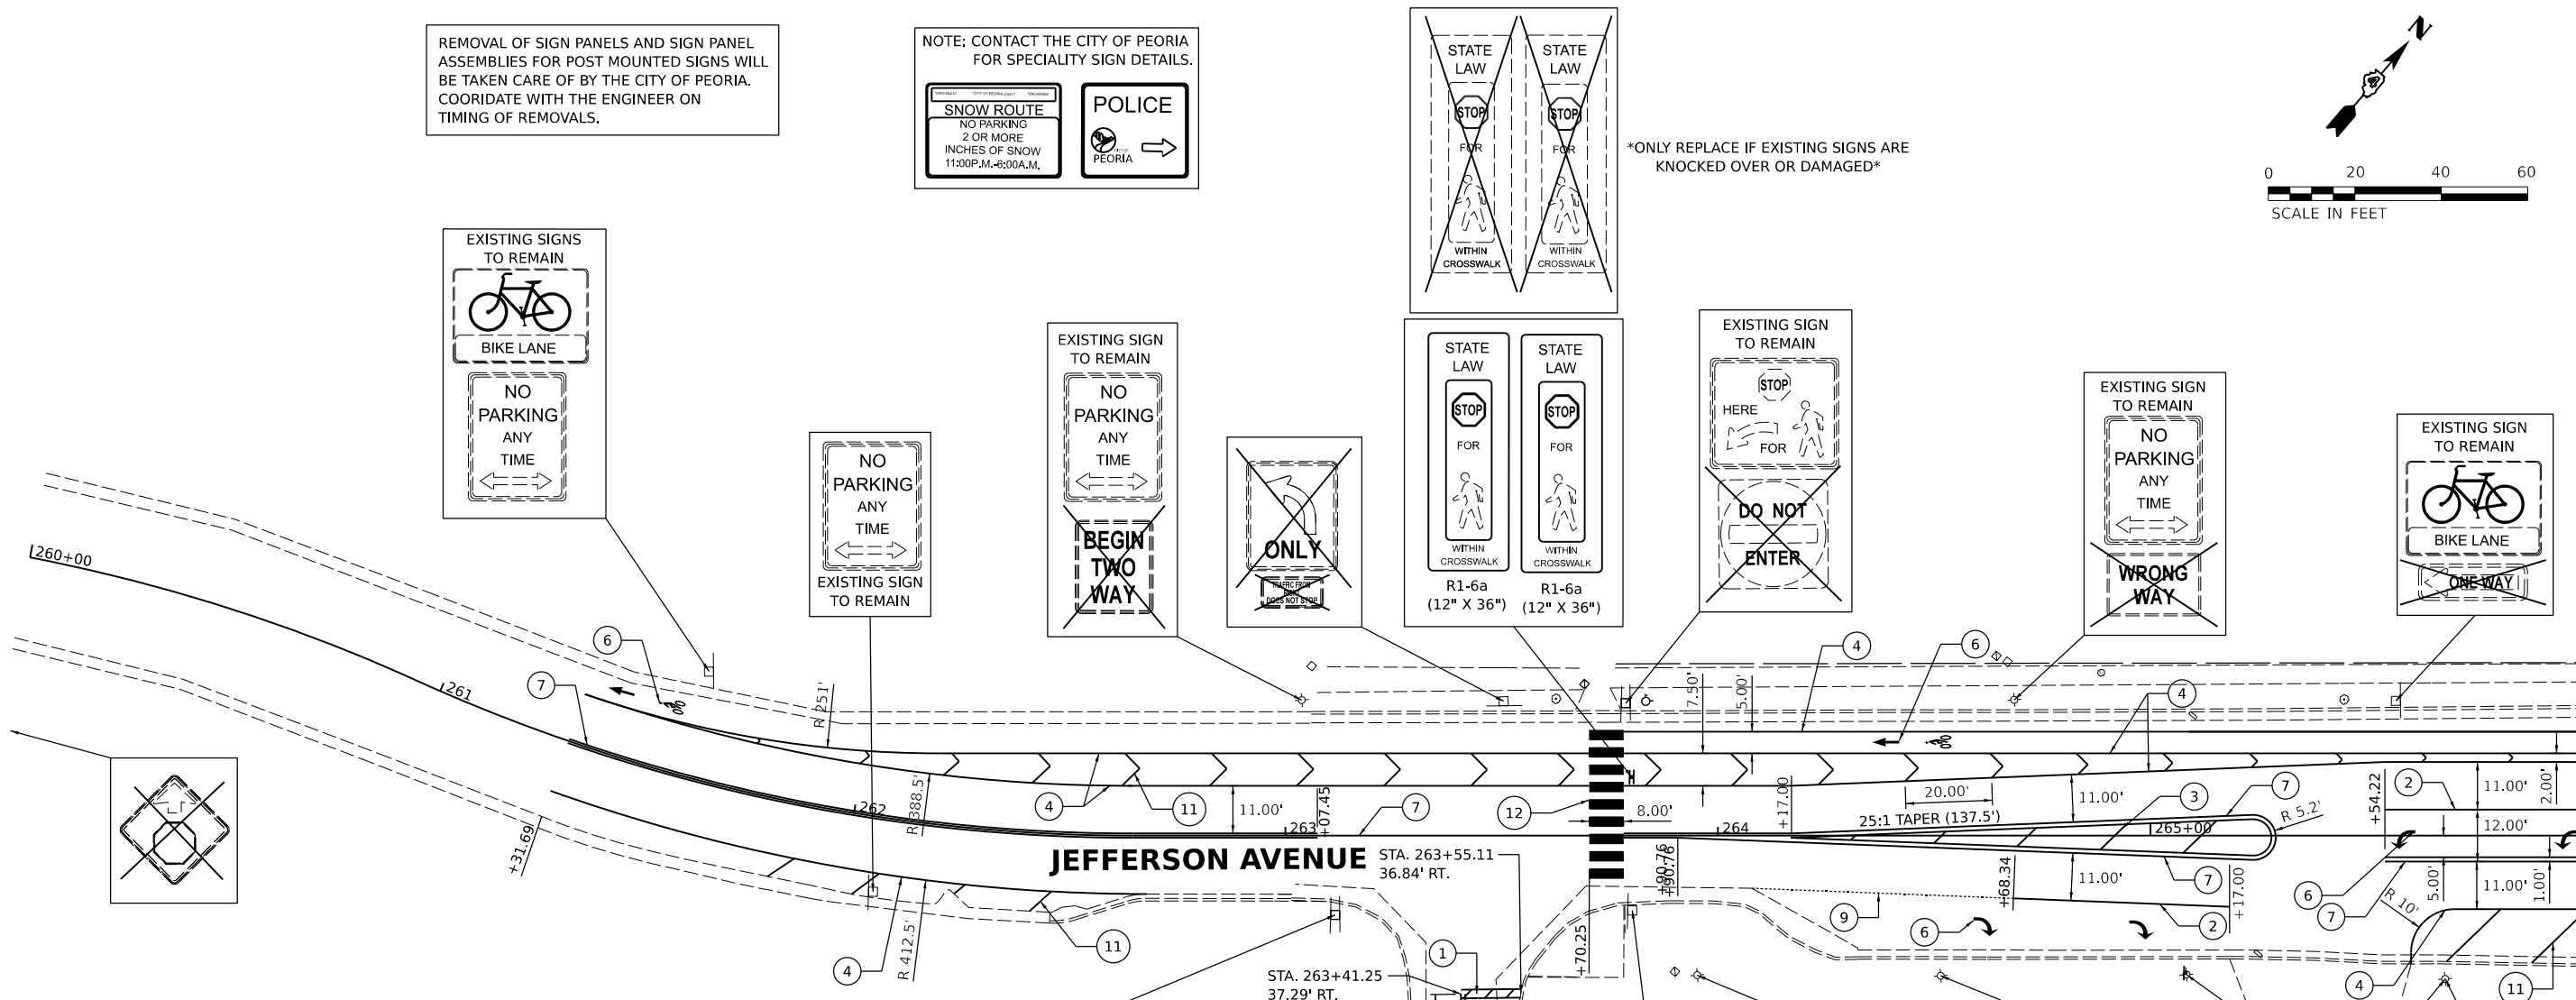 REMOVAL OF SIGN PANELS AND SIGN PANEL
ASSEMBLIES FOR POST MOUNTED SIGNS WILL
BE TAKEN CARE OF BY THE CITY OF PEORIA.
COORIDATE WITH THE ENGINEER ON
TIMING OF REMOVALS.
NOTE: CONTACT THE CITY OF PEORIA
FOR SPECIALITY SIGN DETAILS.
SNOW ROUTE
NO PARKING
2 OR MORE
INCHES OF SNOW
11:00P.M.-6:00A.M.
POLICE
CITY OF
PEORIA
STATE
LAW
STOP
FOR
WITHIN
CROSSWALK
STATE
LAW
STOP
FOR
WITHIN
CROSSWALK
*ONLY REPLACE IF EXISTING SIGNS ARE
KNOCKED OVER OR DAMAGED*
N
0 20 40 60
SCALE IN FEET
EXISTING SIGNS
TO REMAIN
BIKE LANE
NO
PARKING
ANY
TIME
NO
PARKING
ANY
TIME
EXISTING SIGN
TO REMAIN
EXISTING SIGN
TO REMAIN
NO
PARKING
ANY
TIME
BEGIN
TWO
WAY
ONLY
TRAFFIC FROM
RIGHT
DOES NOT STOP
STATE
LAW
STOP
FOR
WITHIN
CROSSWALK
R1-6a
(12" X 36")
STATE
LAW
STOP
FOR
WITHIN
CROSSWALK
R1-6a
(12" X 36")
EXISTING SIGN
TO REMAIN
STOP
HERE
FOR
DO NOT
ENTER
EXISTING SIGN
TO REMAIN
NO
PARKING
ANY
TIME
WRONG
WAY
EXISTING SIGN
TO REMAIN
BIKE LANE
ONE WAY
260+00
261
262
263
264
265+00
6
7
R 251'
R 388.5'
4
11
11.00'
+07.45
7
12
8.00'
7.50'
5.00'
4
6
4
+17.00
20.00'
11.00'
3
7
R 5.2'
25:1 TAPER (137.5')
+54.22
2
11.00'
2.00'
12.00'
JEFFERSON AVENUE
STA. 263+55.11
36.84' RT.
+90.76
+90.76
+68.34
11.00'
7
+17.00
6
7
5.00'
11.00'
1.00'
R 10'
+31.69
4
R 412.5'
11
1
STA. 263+41.25
37.29' RT.
+70.25
9
6
2
4
11